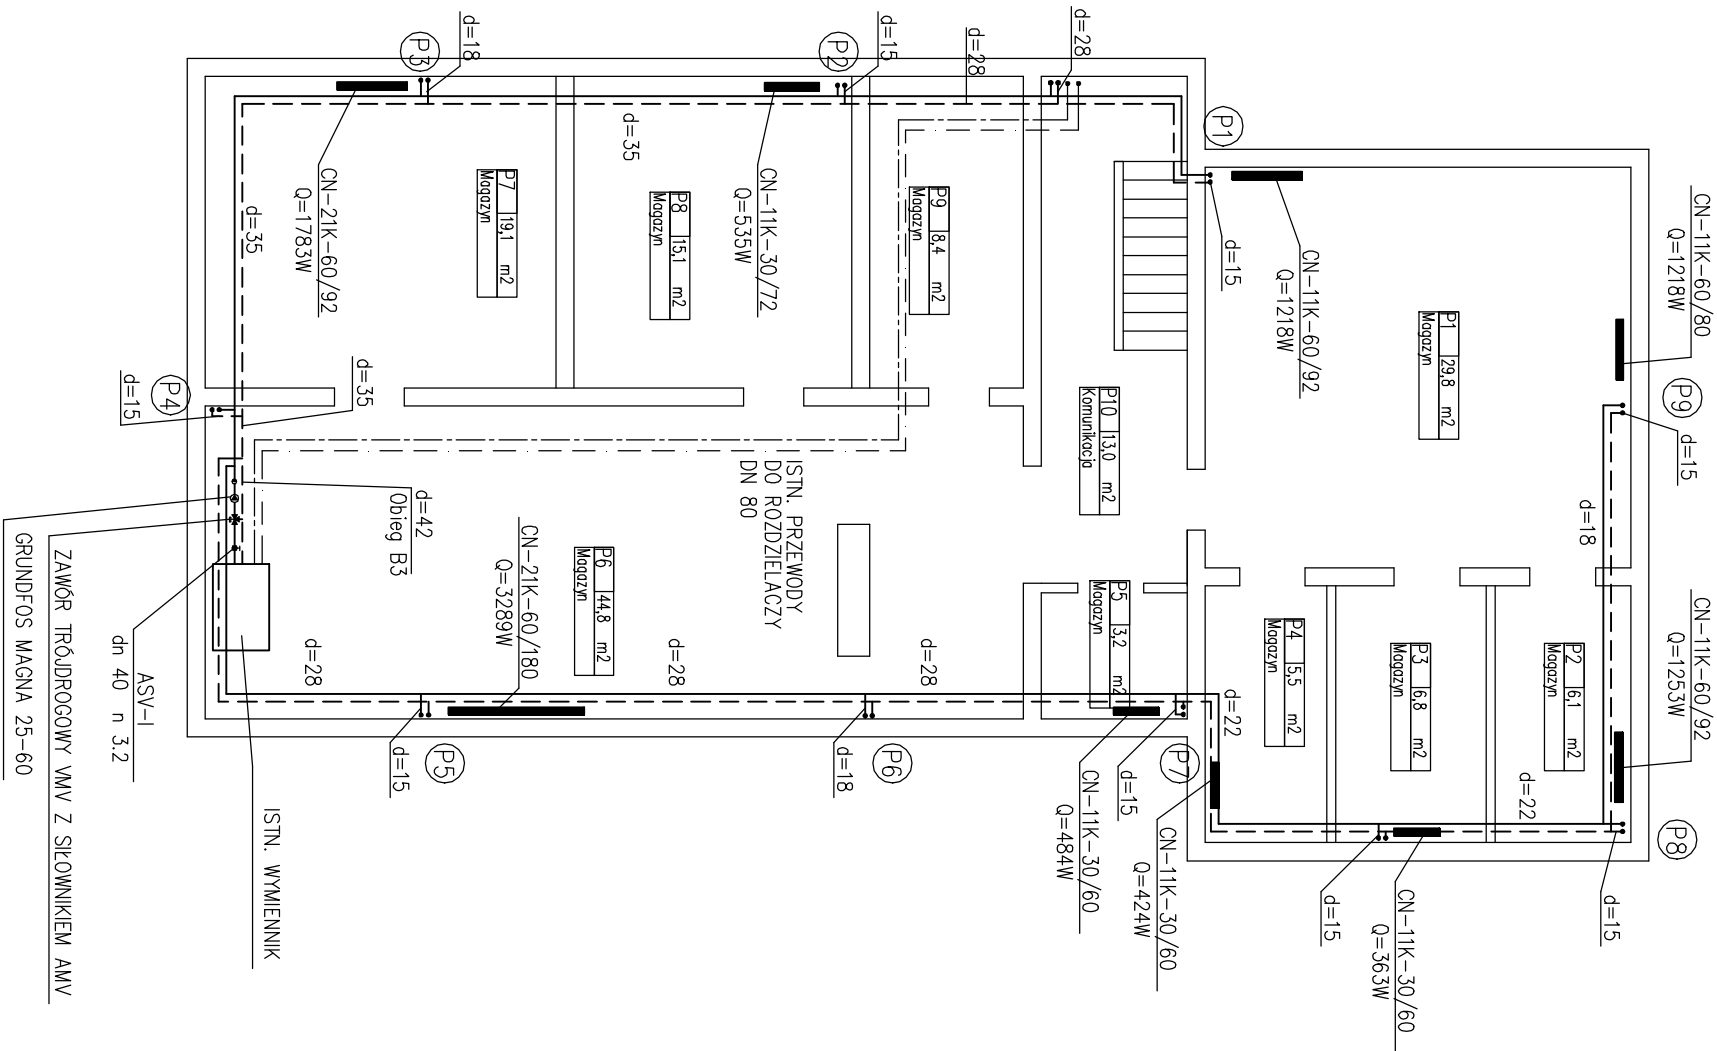 CN-11K-60/80
Q=1218W
P9
d=15
d=18
CN-11K-60/92
Q=1253W
P8
d=15
P1 29,8 m2
Magazyn
P2 6,1 m2
Magazyn
d=22
CN-11K-30/60
Q=363W
d=15
P3 6,8 m2
Magazyn
CN-11K-60/92
Q=1218W
P4 5,5 m2
Magazyn
P1
d=15
d=22
P7
CN-11K-30/60
Q=424W
d=15
CN-11K-30/60
Q=484W
d=28
P10 13,0 m2
Komunikacja
P5 3,2 m2
Magazyn
d=28
P9 8,4 m2
Magazyn
d=28
d=15
P2
P6
d=18
ISTN. PRZEWODY
DO ROZDZIELACZY
DN 80
CN-11K-30/72
Q=535W
P8 15,1 m2
Magazyn
d=28
d=35
P6 44,8 m2
Magazyn
CN-21K-60/180
Q=3289W
P7 19,1 m2
Magazyn
d=18
P3
P5
d=15
d=42
Obieg B3
CN-21K-60/92
Q=1783W
d=35
d=28
d=35
ISTN. WYMIENNIK
P4
d=15
ASV-I
dn 40 n 3.2
ZAWÓR TRÓJDROGOWY VMV Z SIŁOWNIKIEM AMV
GRUNDFOS MAGNA 25-60